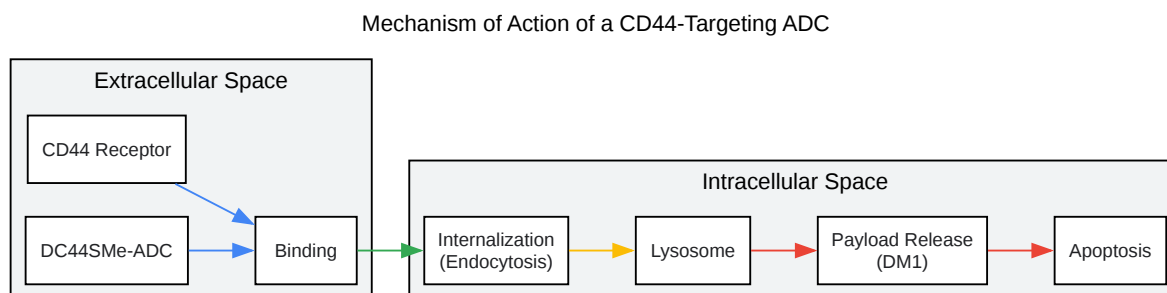 Mechanism of Action of a CD44-Targeting ADC
Extracellular Space
CD44 Receptor
DC44SMe-ADC
Binding
Intracellular Space
Internalization
(Endocytosis)
Lysosome
Payload Release
(DM1)
Apoptosis